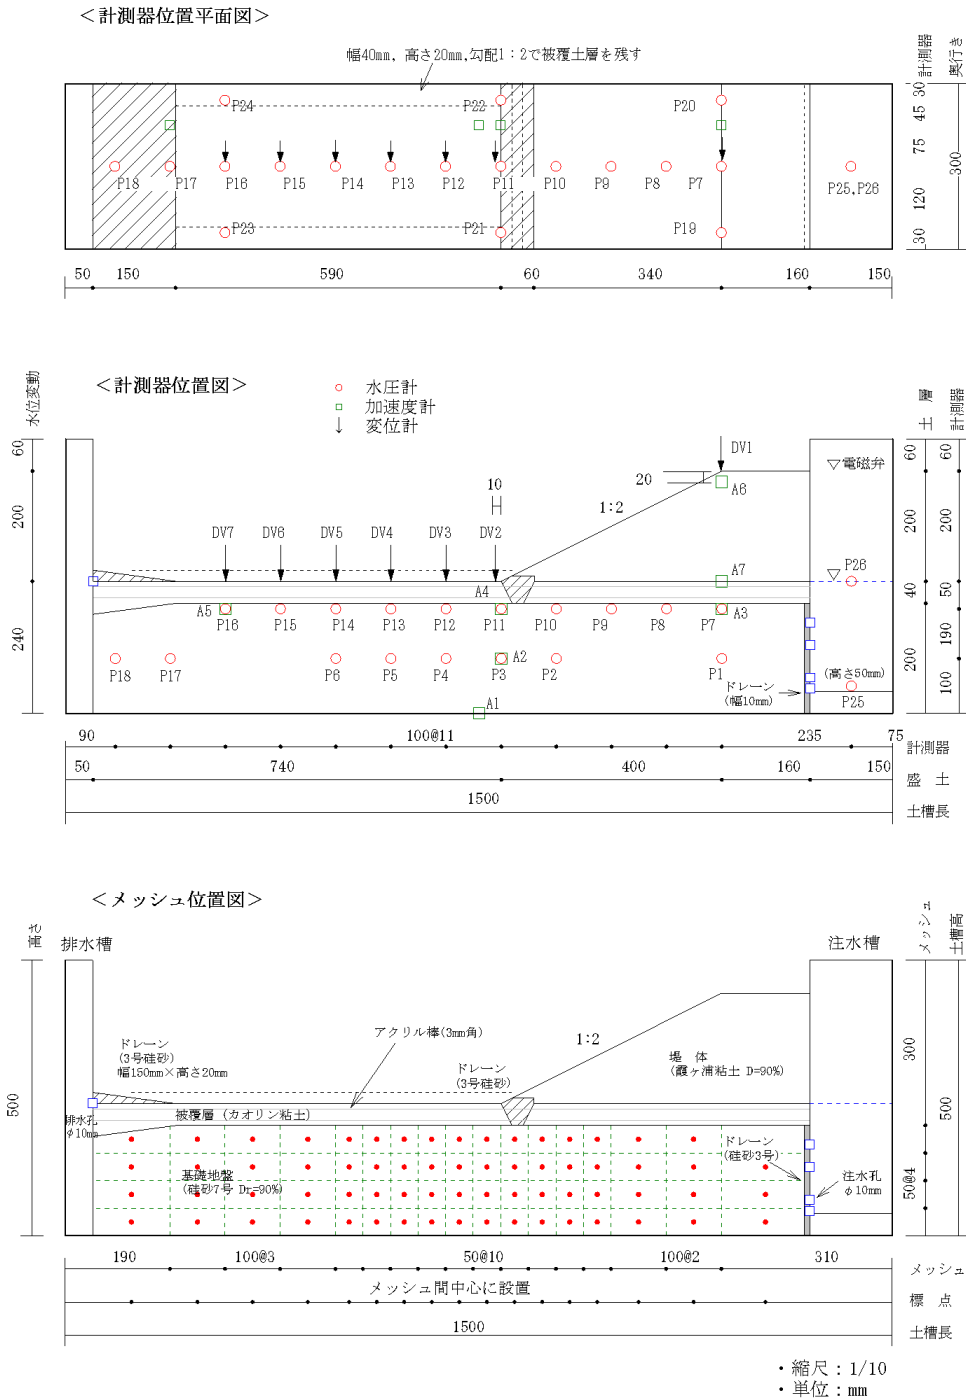 ＜計測器位置平面図＞
幅40mm, 高さ20mm,勾配1：2で被覆土層を残す
計測器
奥行き
P24
P22
P20
P18
P17
P16
P15
P14
P13
P12
P11
P10
P9
P8
P7
P25,P26
P23
P21
P19
30
45
75
120
30
300
50
150
590
60
340
160
150
＜計測器位置図＞
水圧計
加速度計
変位計
水位変動
土 層
計測器
60
200
240
DV1
▽電磁弁
20
A6
10
1:2
DV7
DV6
DV5
DV4
DV3
DV2
A7
P26
A4
A5
P16
P15
P14
P13
P12
P11
P10
P9
P8
P7
A3
P18
P17
P6
P5
P4
P3
A2
P2
P1
ドレーン
(幅10mm)
(高さ50mm)
P25
A1
60
200
40
200
60
200
50
190
100
90
100@11
235
75
計測器
50
740
400
160
150
盛 土
1500
土槽長
＜メッシュ位置図＞
高さ
排水槽
注水槽
メッシュ
土槽高
アクリル棒(3mm角)
1:2
ドレーン
(3号硅砂)
幅150mm×高さ20mm
ドレーン
(3号硅砂)
堤 体
(霞ヶ浦粘土 D=90%)
500
排水孔
φ10mm
被覆層 (カオリン粘土)
基礎地盤
(硅砂7号 Dr=90%)
ドレーン
(硅砂3号)
注水孔
φ10mm
300
50@4
500
190
100@3
50@10
100@2
310
メッシュ
メッシュ間中心に設置
標 点
1500
土槽長
・縮尺：1/10
・単位：mm